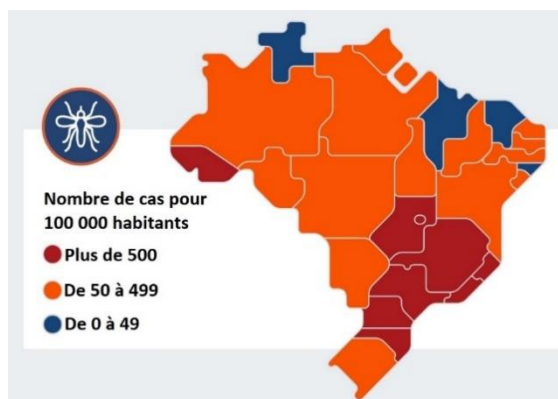 Nombre de cas pour
100 000 habitants
Plus de 500
De 50 à 499
De 0 à 49